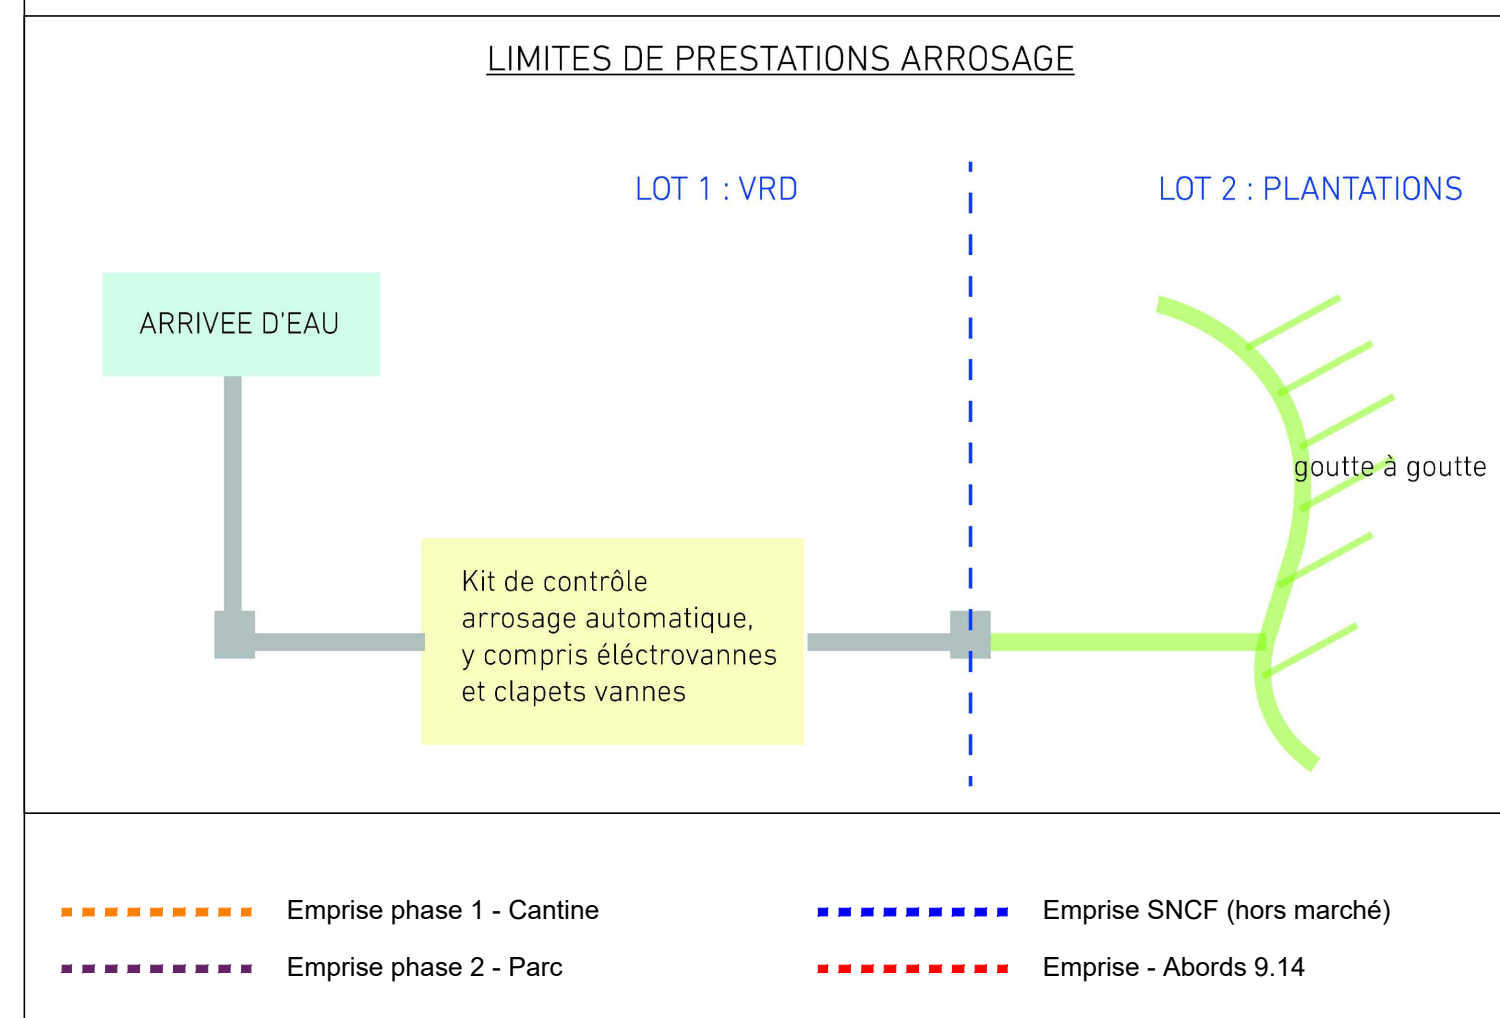 LIMITES DE PRESTATIONS ARROSAGE
LOT 1 : VRD
LOT 2 : PLANTATIONS
ARRIVEE D'EAU
goutte à goutte
Kit de contrôle
arrosage automatique,
y compris éléctrovannes
et clapets vannes
Emprise phase 1 - Cantine
Emprise SNCF (hors marché)
Emprise phase 2 - Parc
Emprise - Abords 9.14